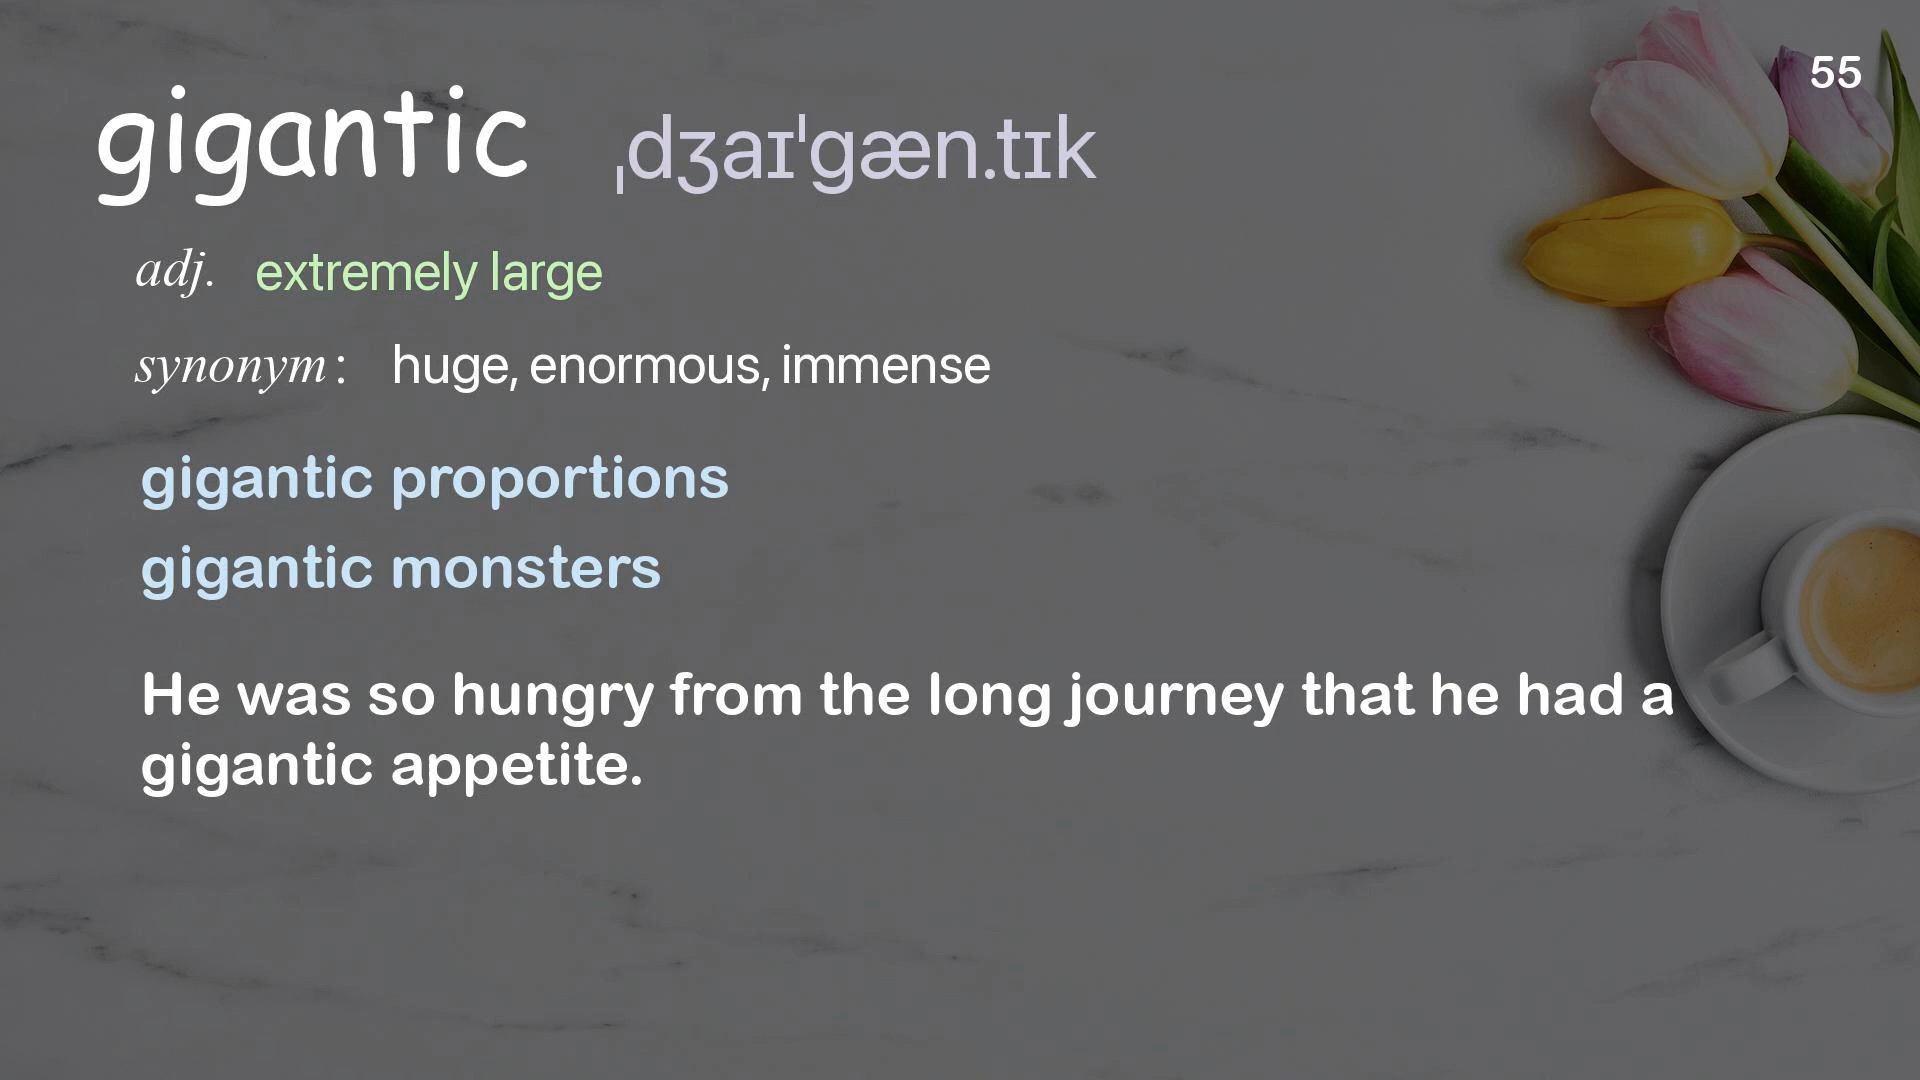 55
gigantic ˌdʒaɪˈɡæn.tɪk
adj. extremely large
synonym: huge, enormous, immense
gigantic proportions
gigantic monsters
He was so hungry from the long journey that he had a
gigantic appetite.